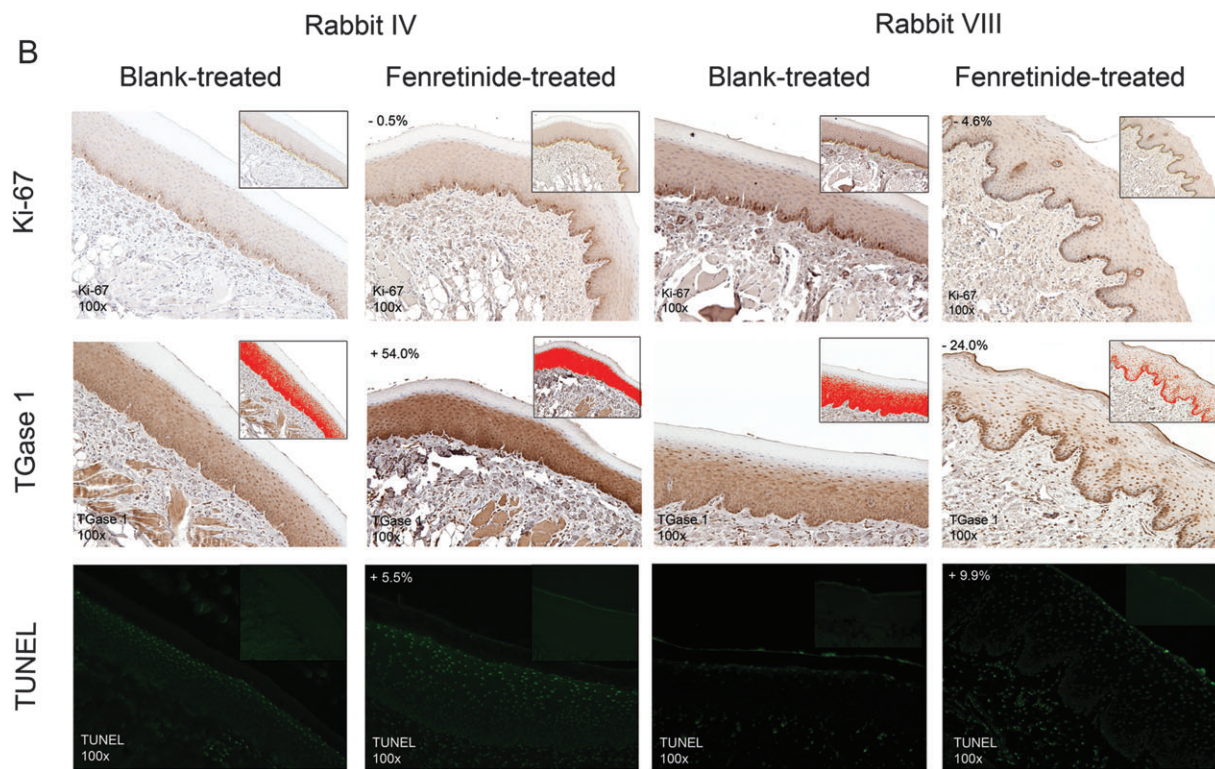 B
Rabbit IV
Rabbit VIII
Blank-treated
Fenretinide-treated
Blank-treated
Fenretinide-treated
Ki-67
- 0.5%
- 4.6%
Ki-67
100x
Ki-67
100x
Ki-67
100x
Ki-67
100x
TGase 1
+ 54.0%
- 24.0%
TGase 1
100x
TGase 1
100x
TGase 1
100x
TGase 1
100x
TUNEL
+ 5.5%
+ 9.9%
TUNEL
100x
TUNEL
100x
TUNEL
100x
TUNEL
100x